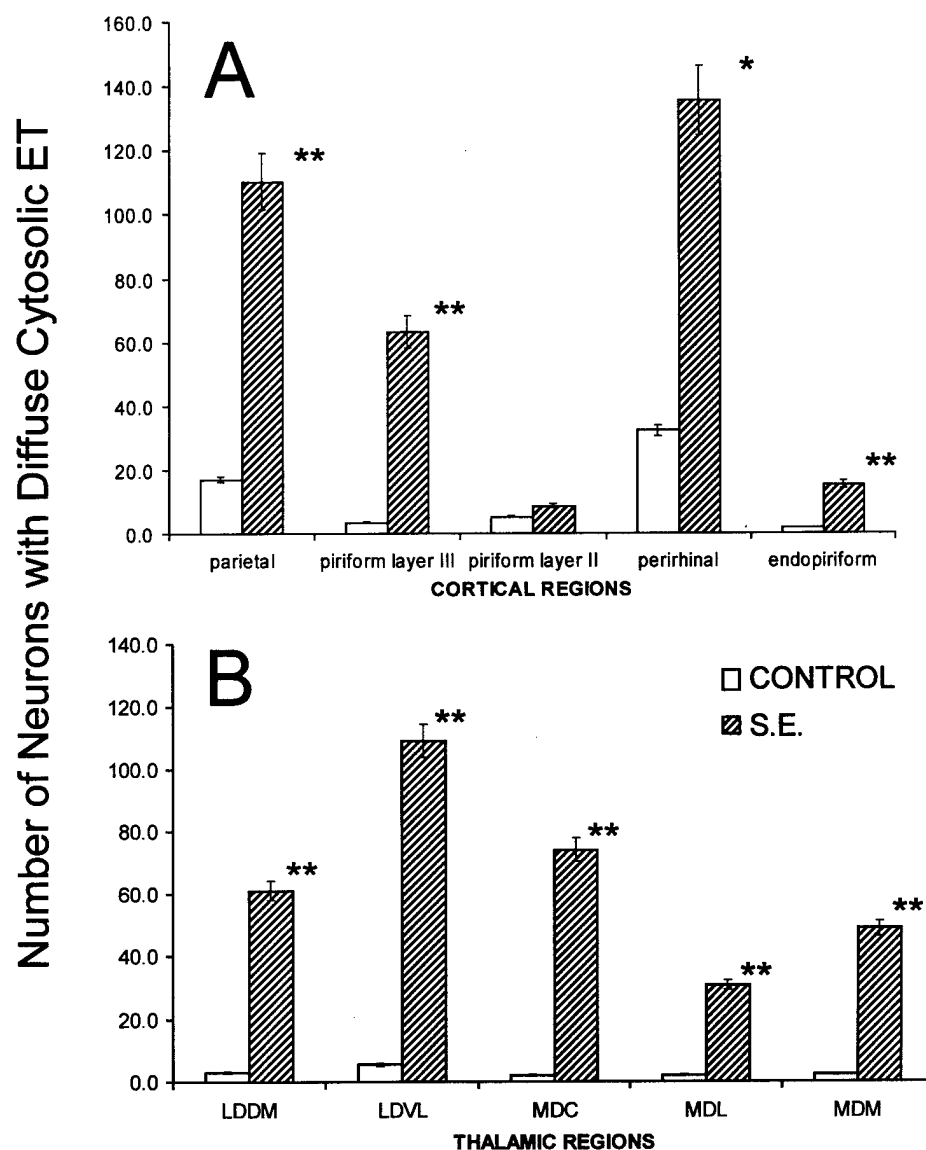 Number of Neurons with Diffuse Cytosolic ET
A
160.0
140.0
120.0
100.0
80.0
60.0
40.0
20.0
0.0
**
**
*
**
parietal piriform layer III piriform layer II perirhinal endopiriform
CORTICAL REGIONS
B
140.0
120.0
100.0
80.0
60.0
40.0
20.0
0.0
CONTROL
S.E.
**
**
**
**
**
LDDM LDVL MDC MDL MDM
THALAMIC REGIONS